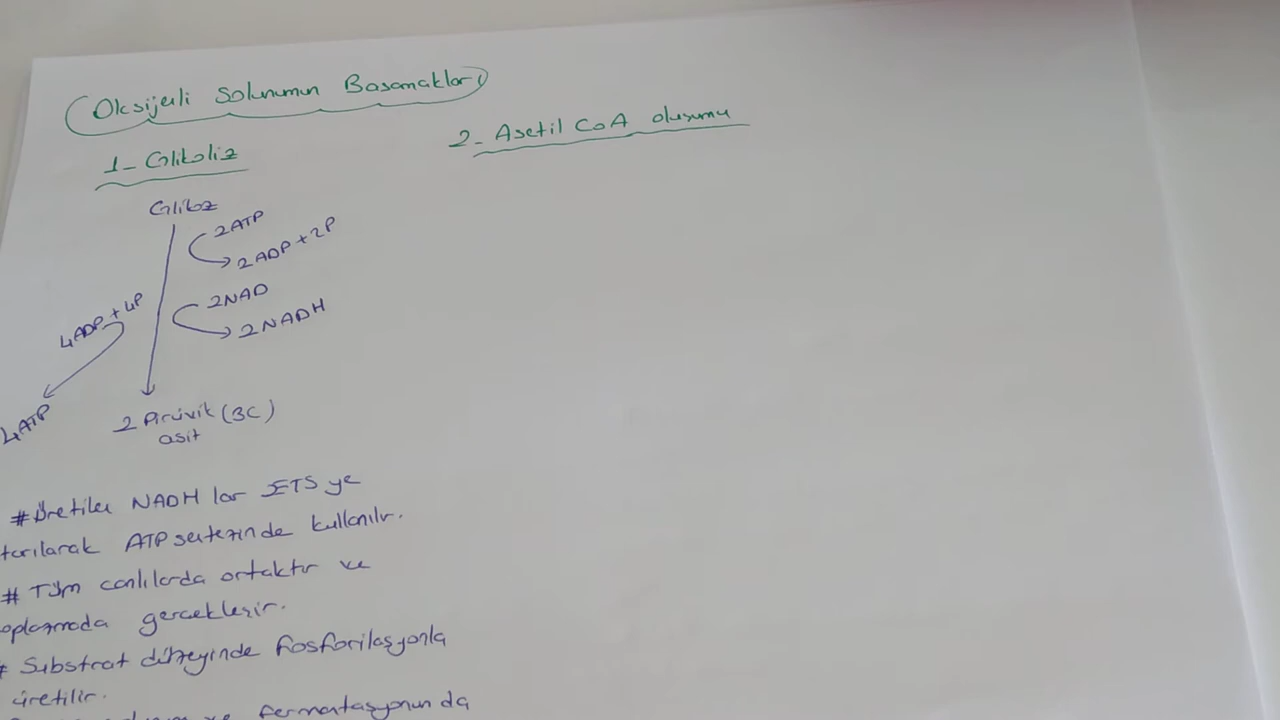 Oksijenli Solunumun Basamakları
1- Glikoliz
Glikoz
2ATP
2ADP+2P
2NAD
2NADH
4ADP+4P
4ATP
2 Pirüvik (3C)
asit
# Üretilen NADH lar ETS ye
ATP sentezinde kullanılır.
# Tüm canlılarda ortaktır ve
gerçekleşir.
# Substrat düzeyinde fosforilasyonla
üretilir.
ve fermantasyonun da
2- Asetil CoA oluşumu